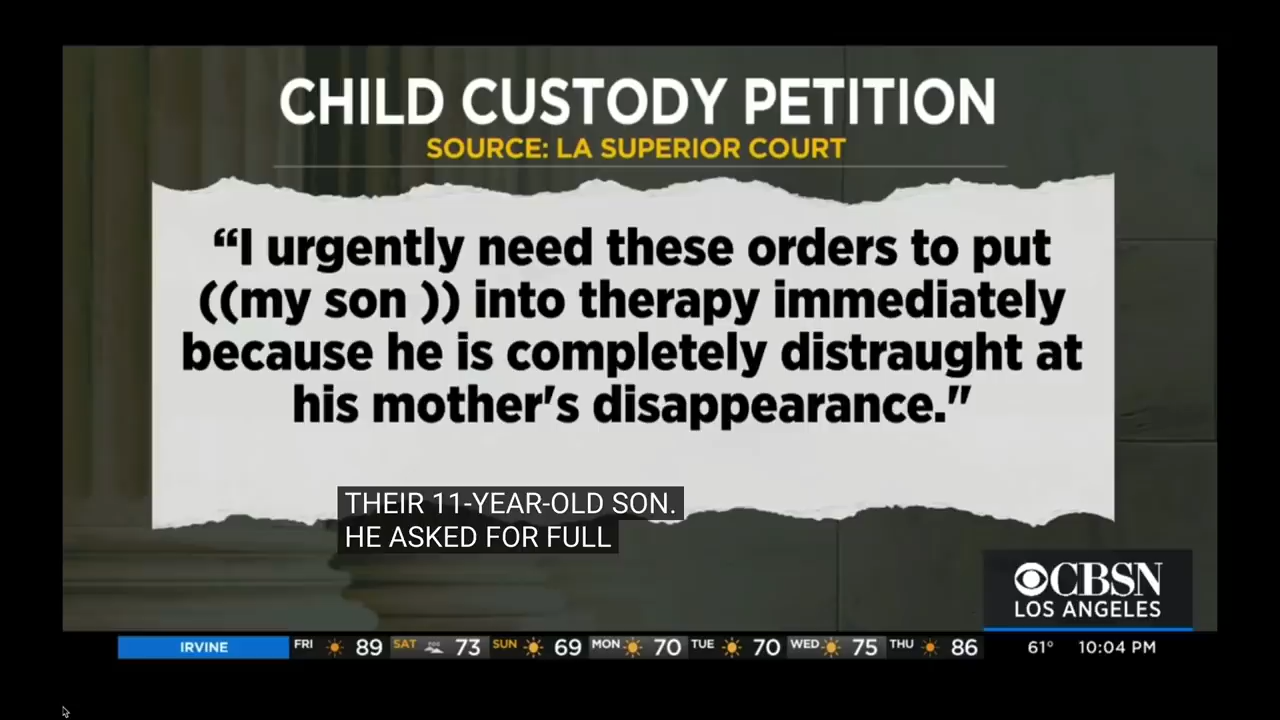 CHILD CUSTODY PETITION
SOURCE: LA SUPERIOR COURT
“I urgently need these orders to put
((my son )) into therapy immediately
because he is completely distraught at
his mother's disappearance."
THEIR 11-YEAR-OLD SON.
HE ASKED FOR FULL
CBSN
LOS ANGELES
IRVINE FRI 89 SAT 73 SUN 69 MON 70 TUE 70 WED 75 THU 86 61° 10:04 PM